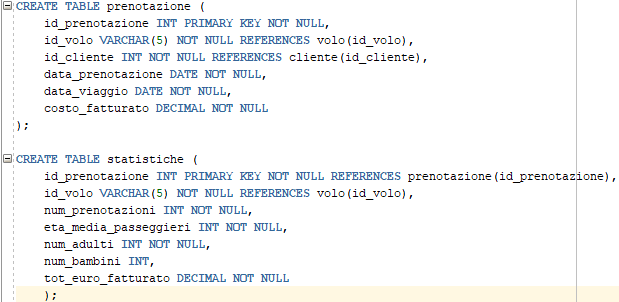 CREATE TABLE prenotazione (
id_prenotazione INT PRIMARY KEY NOT NULL,
id_volo VARCHAR(5) NOT NULL REFERENCES volo(id_volo),
id_cliente INT NOT NULL REFERENCES cliente(id_cliente),
data_prenotazione DATE NOT NULL,
data_viaggio DATE NOT NULL,
costo_fatturato DECIMAL NOT NULL
);
CREATE TABLE statistiche (
id_prenotazione INT PRIMARY KEY NOT NULL REFERENCES prenotazione(id_prenotazione),
id_volo VARCHAR(5) NOT NULL REFERENCES volo(id_volo),
num_prenotazioni INT NOT NULL,
eta_media_passeggieri INT NOT NULL,
num_adulti INT NOT NULL,
num_bambini INT,
tot_euro_fatturato DECIMAL NOT NULL
);